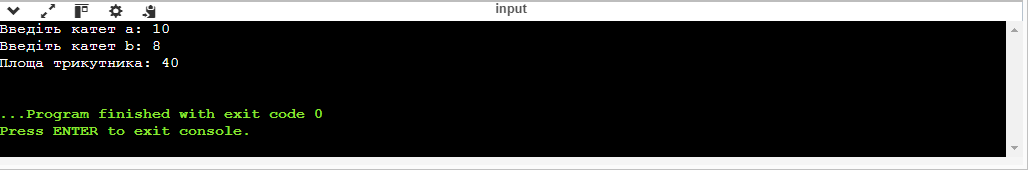 input
Введіть катет a: 10
Введіть катет b: 8
Площа трикутника: 40
...Program finished with exit code 0
Press ENTER to exit console.